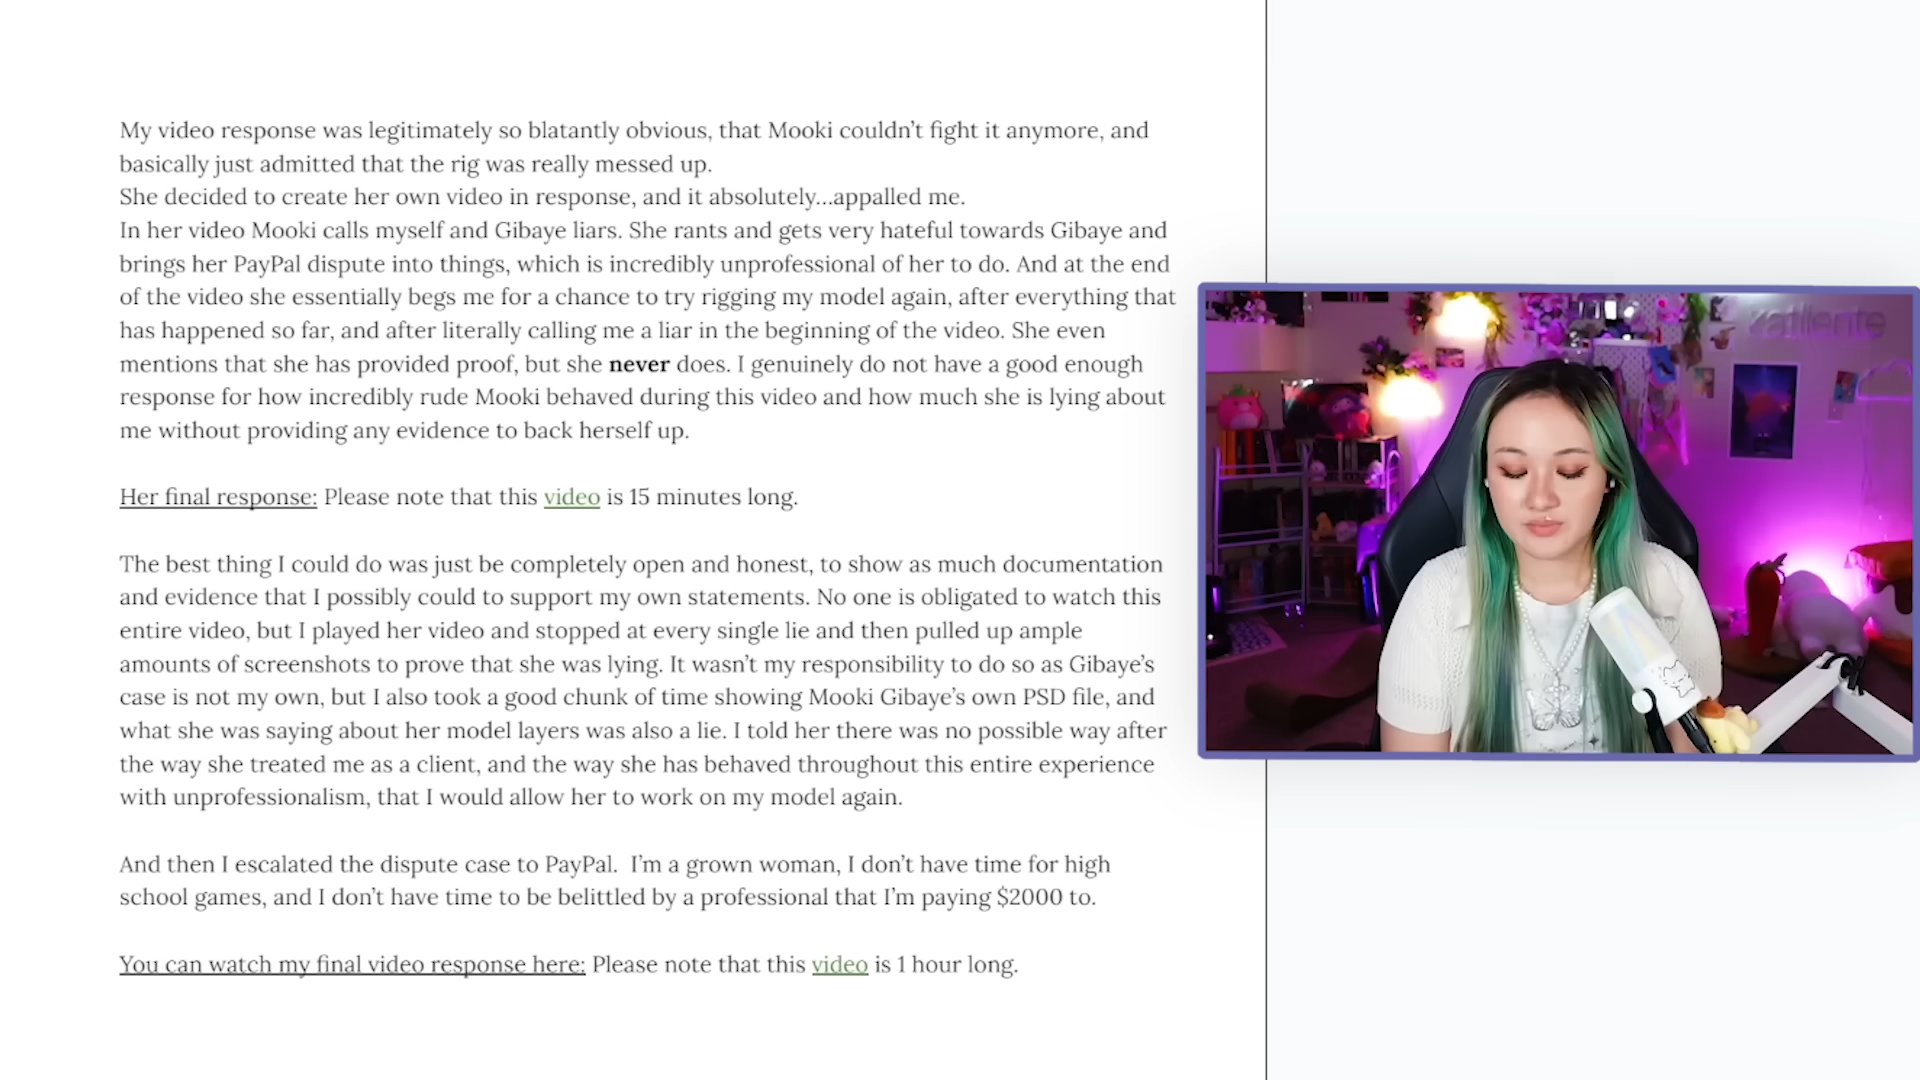 My video response was legitimately so blatantly obvious, that Mooki couldn't fight it anymore, and
basically just admitted that the rig was really messed up.
She decided to create her own video in response, and it absolutely...appalled me.
In her video Mooki calls myself and Gibaye liars. She rants and gets very hateful towards Gibaye and
brings her PayPal dispute into things, which is incredibly unprofessional of her to do. And at the end
of the video she essentially begs me for a chance to try rigging my model again, after everything that
has happened so far, and after literally calling me a liar in the beginning of the video. She even
mentions that she has provided proof, but she never does. I genuinely do not have a good enough
response for how incredibly rude Mooki behaved during this video and how much she is lying about
me without providing any evidence to back herself up.
Her final response: Please note that this video is 15 minutes long.
The best thing I could do was just be completely open and honest, to show as much documentation
and evidence that I possibly could to support my own statements. No one is obligated to watch this
entire video, but I played her video and stopped at every single lie and then pulled up ample
amounts of screenshots to prove that she was lying. It wasn't my responsibility to do so as Gibaye's
case is not my own, but I also took a good chunk of time showing Mooki Gibaye's own PSD file, and
what she was saying about her model layers was also a lie. I told her there was no possible way after
the way she treated me as a client, and the way she has behaved throughout this entire experience
with unprofessionalism, that I would allow her to work on my model again.
And then I escalated the dispute case to PayPal.  I'm a grown woman, I don't have time for high
school games, and I don't have time to be belittled by a professional that I'm paying $2000 to.
You can watch my final video response here: Please note that this video is 1 hour long.